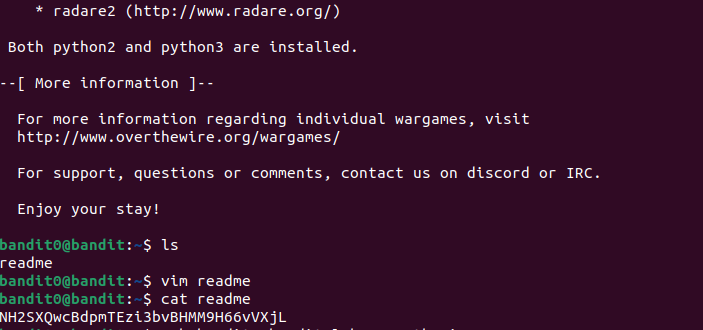 * radare2 (http://www.radare.org/)
Both python2 and python3 are installed.
--[ More information ]--
For more information regarding individual wargames, visit
http://www.overthewire.org/wargames/
For support, questions or comments, contact us on discord or IRC.
Enjoy your stay!
bandit0@bandit:~$ ls
readme
bandit0@bandit:~$ vim readme
bandit0@bandit:~$ cat readme
NH2SXQwcBdpmTEzi3bvBHMM9H66vVXjL